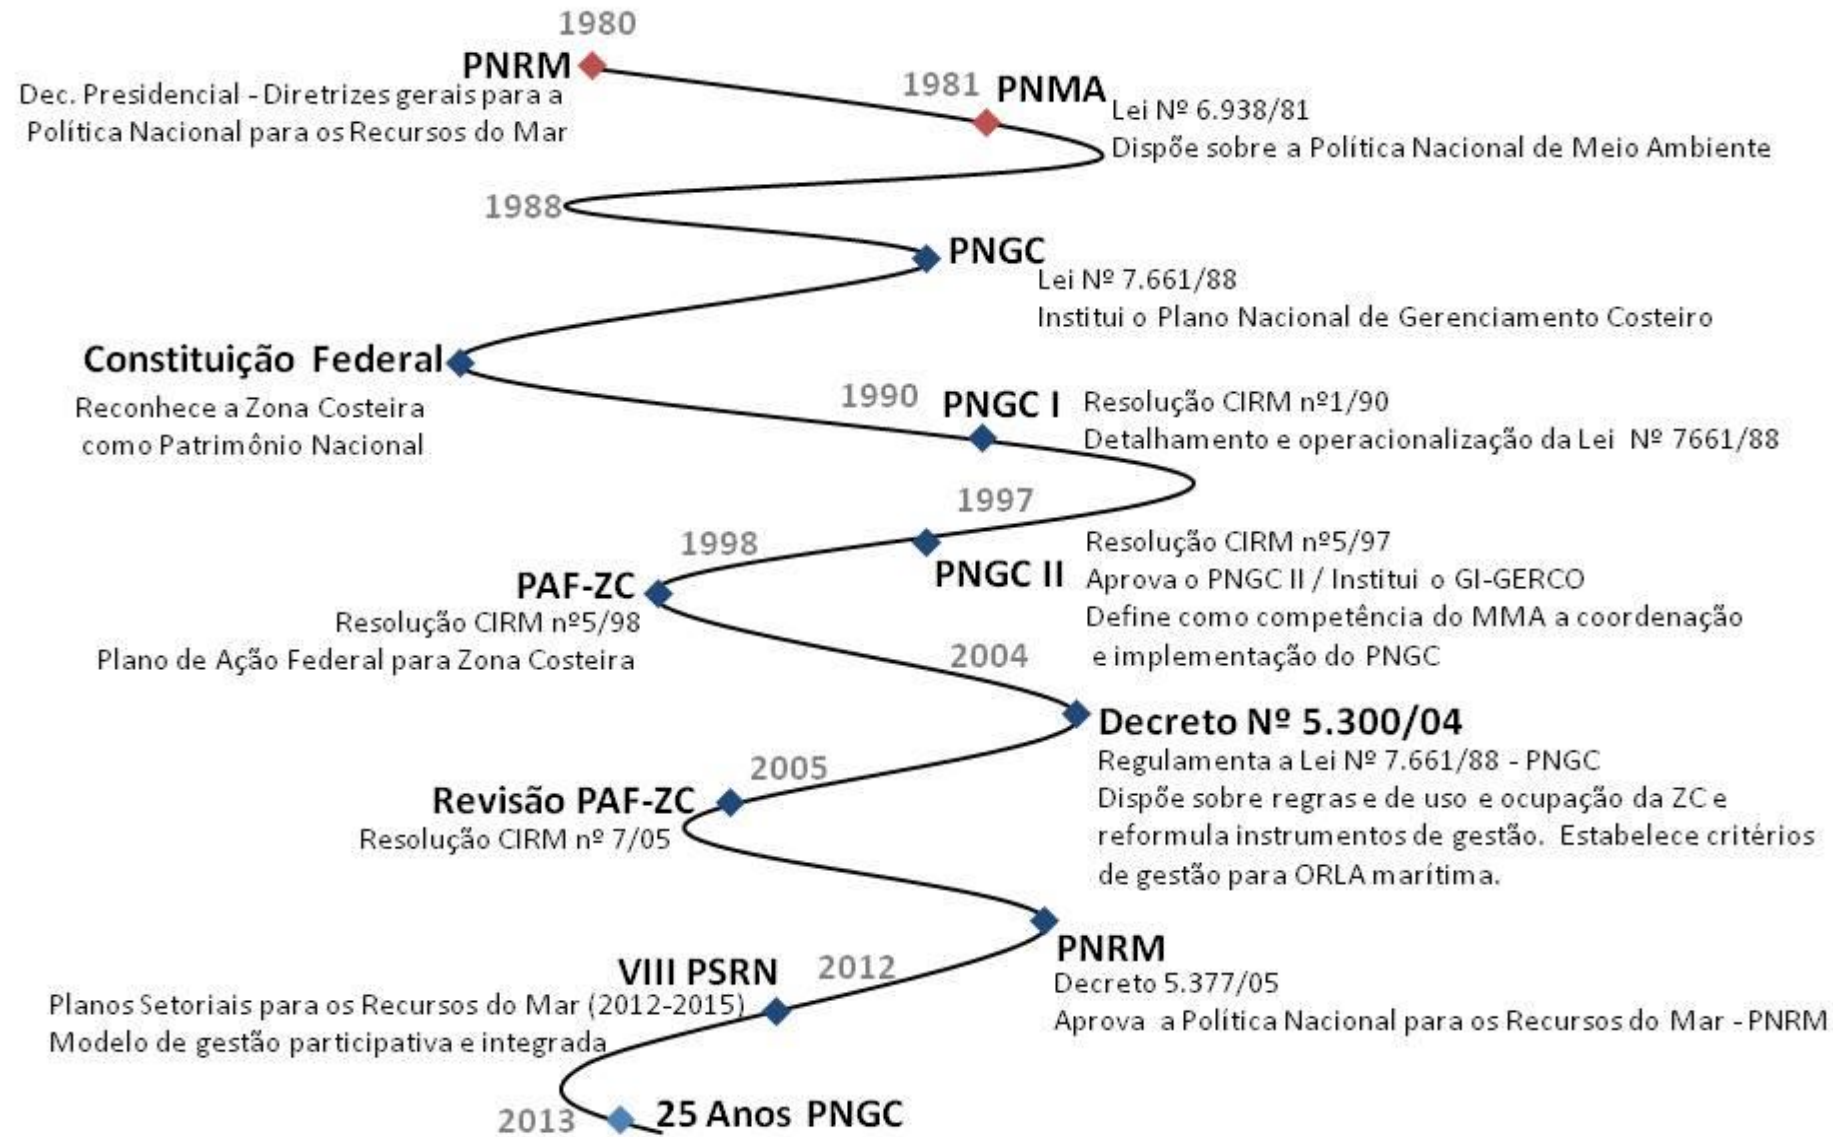 1980
PNRM
Dec. Presidencial - Diretrizes gerais para a
Política Nacional para os Recursos do Mar
1981
PNMA
Lei Nº 6.938/81
Dispõe sobre a Política Nacional de Meio Ambiente
1988
PNGC
Lei Nº 7.661/88
Institui o Plano Nacional de Gerenciamento Costeiro
Constituição Federal
Reconhece a Zona Costeira
como Patrimônio Nacional
1990
PNGC I
Resolução CIRM nº1/90
Detalhamento e operacionalização da Lei Nº 7661/88
1997
PNGC II
Resolução CIRM nº5/97
Aprova o PNGC II / Institui o GI-GERCO
Define como competência do MMA a coordenação
e implementação do PNGC
1998
PAF-ZC
Resolução CIRM nº5/98
Plano de Ação Federal para Zona Costeira
2004
Decreto Nº 5.300/04
Regulamenta a Lei Nº 7.661/88 - PNGC
Dispõe sobre regras e de uso e ocupação da ZC e
reformula instrumentos de gestão. Estabelece critérios
de gestão para ORLA marítima.
2005
Revisão PAF-ZC
Resolução CIRM nº 7/05
PNRM
Decreto 5.377/05
Aprova a Política Nacional para os Recursos do Mar - PNRM
2012
VIII PSRN
Planos Setoriais para os Recursos do Mar (2012-2015)
Modelo de gestão participativa e integrada
2013
25 Anos PNGC